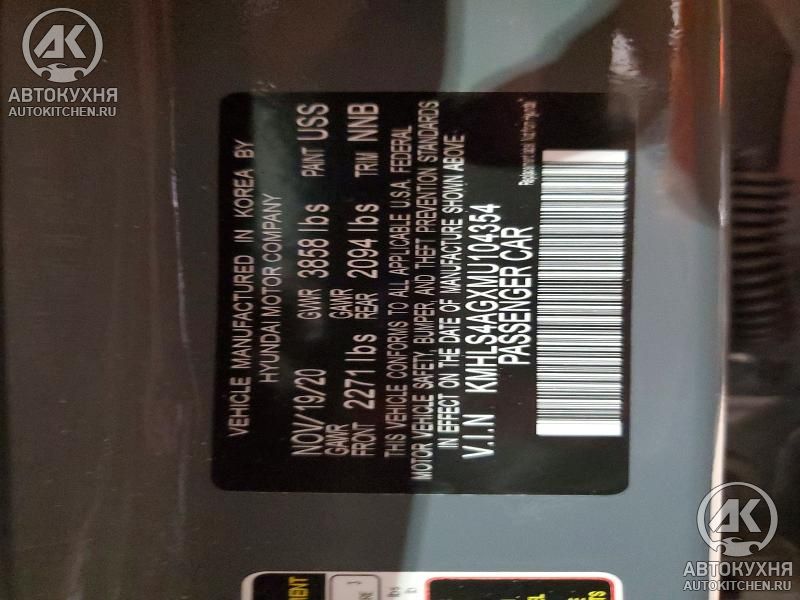 AK
АВТОКУХНЯ
AUTOKITCHEN.RU
VEHICLE MANUFACTURED IN KOREA BY
HYUNDAI MOTOR COMPANY
NOV/19/20 GVWR 3858 lbs PAINT USS
GAWR FRONT 2271 lbs GAWR REAR 2094 lbs TRIM NNB
THIS VEHICLE CONFORMS TO ALL APPLICABLE U.S.A. FEDERAL
MOTOR VEHICLE SAFETY, BUMPER, AND THEFT PREVENTION STANDARDS
IN EFFECT ON THE DATE OF MANUFACTURE SHOWN ABOVE.
V.I.N KMHLS4AGXMU104354
PASSENGER CAR
AK
АВТОКУХНЯ
AUTOKITCHEN.RU